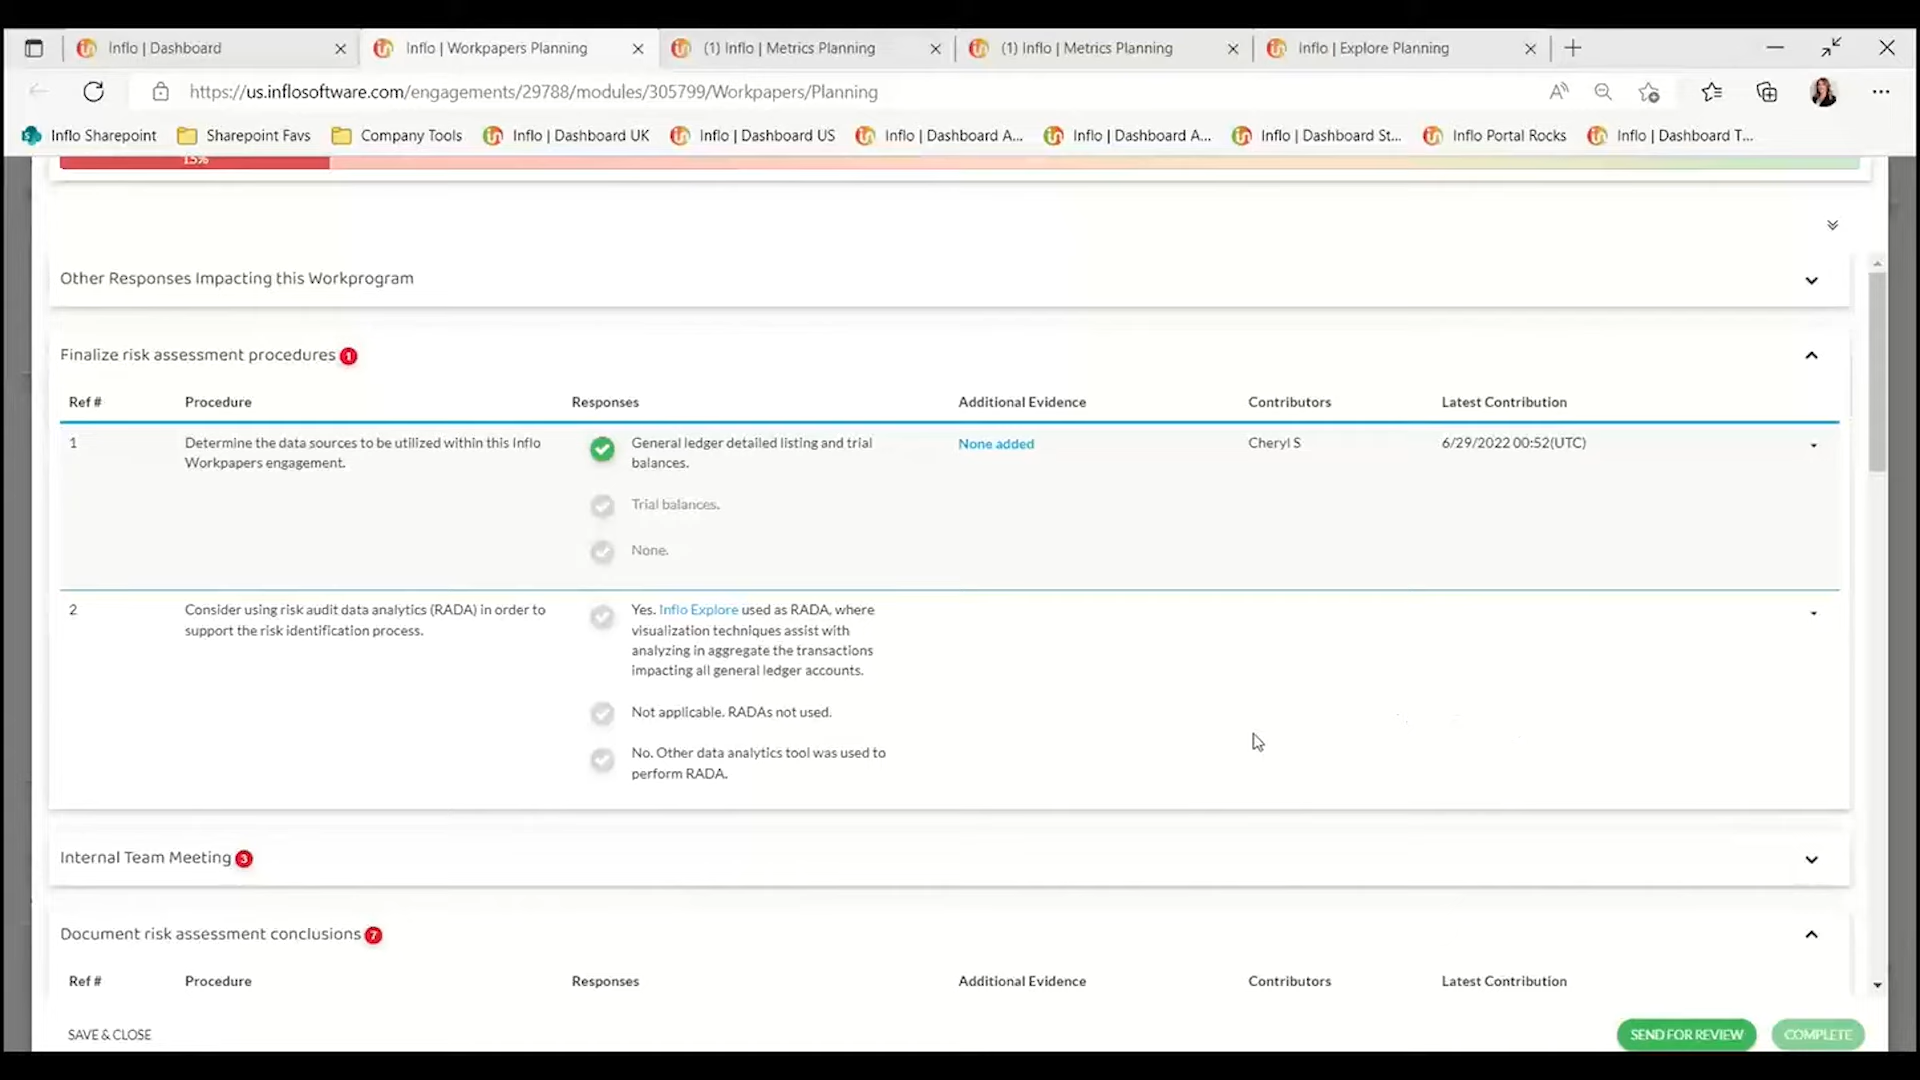 Inflo | Dashboard
Inflo | Workpapers Planning
(1) Inflo | Metrics Planning
(1) Inflo | Metrics Planning
Inflo | Explore Planning
https://us.inflosoftware.com/engagements/29788/modules/305799/Workpapers/Planning
Inflo Sharepoint
Sharepoint Favs
Company Tools
Inflo | Dashboard UK
Inflo | Dashboard US
Inflo | Dashboard A...
Inflo | Dashboard A...
Inflo | Dashboard St...
Inflo Portal Rocks
Inflo | Dashboard T...
15%
Other Responses Impacting this Workprogram
Finalize risk assessment procedures 1
Ref # Procedure Responses Additional Evidence Contributors Latest Contribution
1
Determine the data sources to be utilized within this Inflo
Workpapers engagement.
General ledger detailed listing and trial
balances.
Trial balances.
None.
None added
Cheryl S
6/29/2022 00:52(UTC)
2
Consider using risk audit data analytics (RADA) in order to
support the risk identification process.
Yes. Inflo Explore used as RADA, where
visualization techniques assist with
analyzing in aggregate the transactions
impacting all general ledger accounts.
Not applicable. RADAs not used.
No. Other data analytics tool was used to
perform RADA.
Internal Team Meeting 3
Document risk assessment conclusions 7
Ref # Procedure Responses Additional Evidence Contributors Latest Contribution
SAVE & CLOSE
SEND FOR REVIEW
COMPLETE